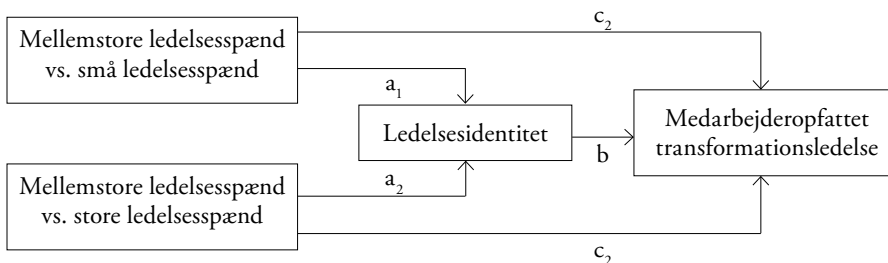 c2
Mellemstore ledelsesspænd
vs. små ledelsesspænd
a1
Ledelsesidentitet
b
Medarbejderopfattet
transformationsledelse
Mellemstore ledelsesspænd
vs. store ledelsesspænd
a2
c2